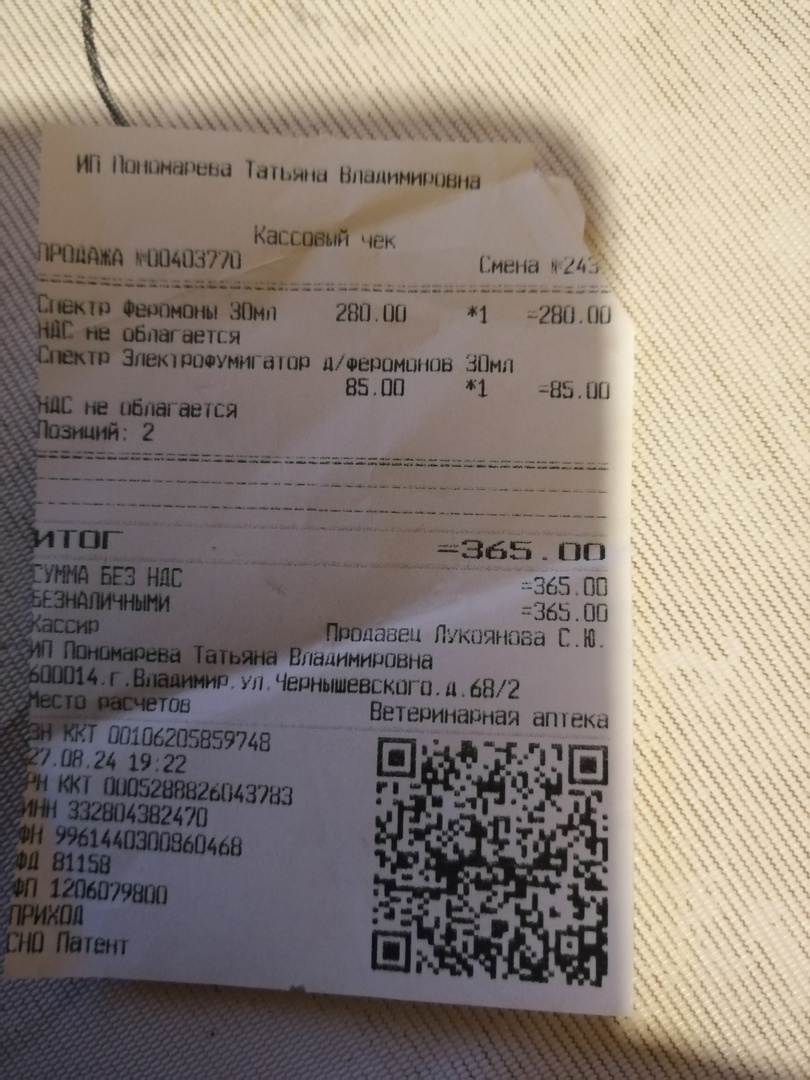 ИП Пономарева Татьяна Владимировна
Кассовый чек
ПРОДАЖА №00403770 Смена №243
Спектр Феромоны 30мл 280.00 *1 =280.00
НДС не облагается
Спектр Электрофумигатор д/феромонов 30мл
85.00 *1 =85.00
НДС не облагается
Позиций: 2
ИТОГ =365.00
СУММА БЕЗ НДС =365.00
БЕЗНАЛИЧНЫМИ =365.00
Кассир Продавец Лукоянова С.Ю.
ИП Пономарева Татьяна Владимировна
600014.г.Владимир.ул.Чернышевского.д.68/2
Место расчетов Ветеринарная аптека
ЗН ККТ 00106205859748
27.08.24 19:22
РН ККТ 0005288826043783
ИНН 332804382470
ФН 9961440300860468
ФД 81158
ФП 1206079800
ПРИХОД
СНО Патент